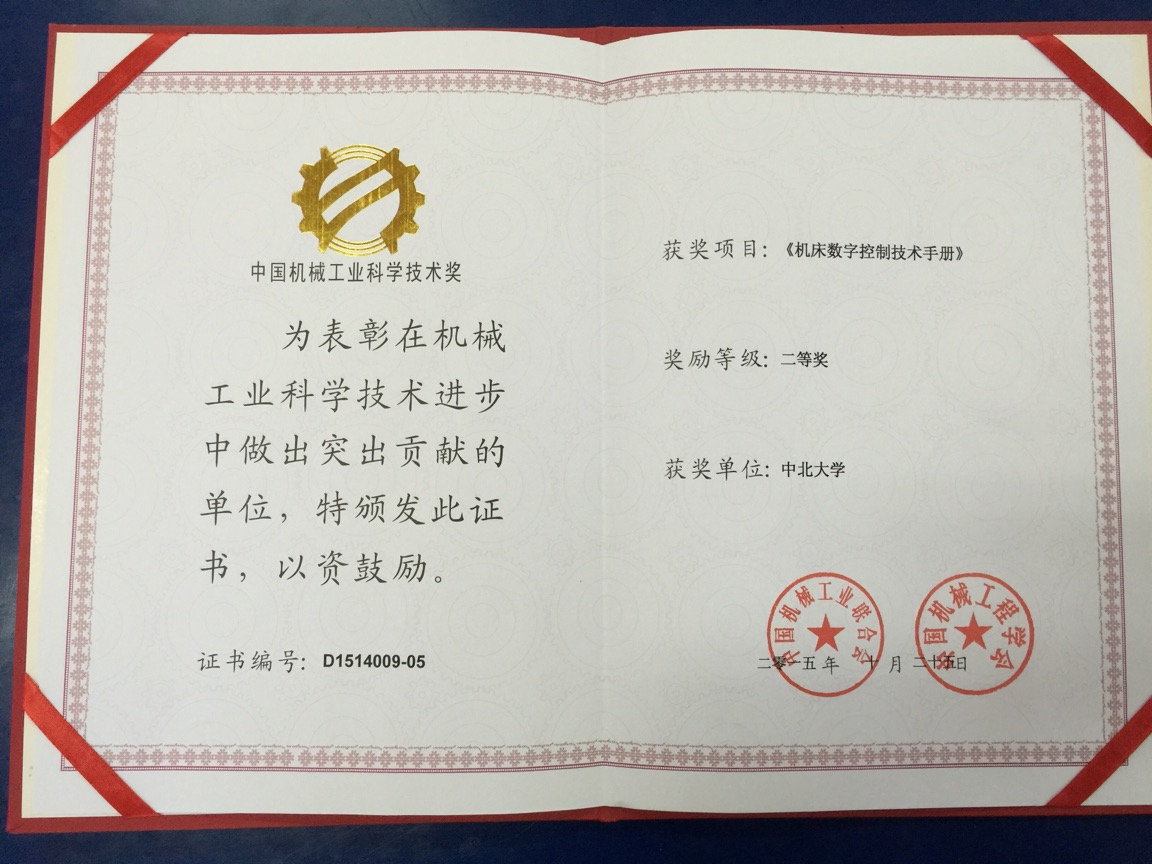 中国机械工业科学技术奖
为表彰在机械
工业科学技术进步
中做出突出贡献的
单位，特颁发此证
书，以资鼓励。
证书编号：D1514009-05
获奖项目：《机床数字控制技术手册》
奖励等级：二等奖
获奖单位：中北大学
中国机械工业联合会
中国机械工程学会
二零一五年 十月 二十五日